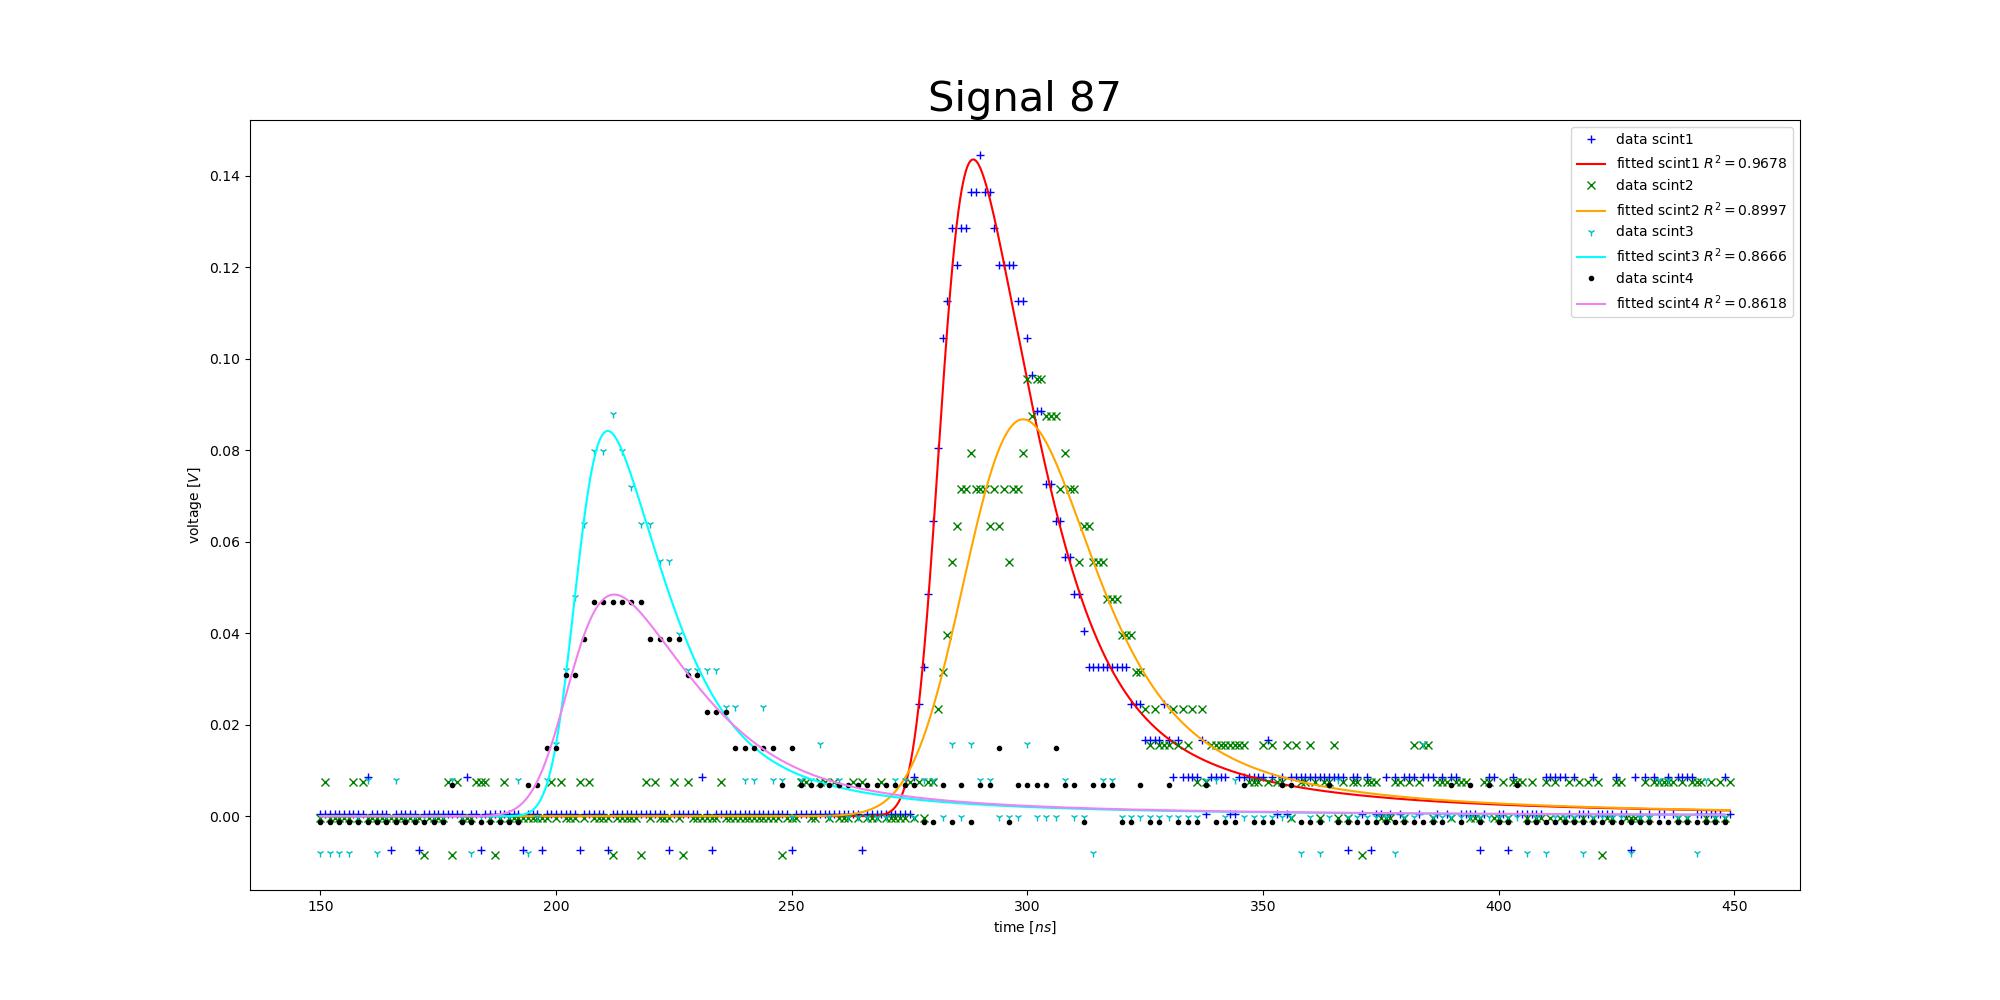 Signal 87
data scint1
fitted scint1 R² = 0.9678
data scint2
fitted scint2 R² = 0.8997
data scint3
fitted scint3 R² = 0.8666
data scint4
fitted scint4 R² = 0.8618
0.14
0.12
0.10
0.08
0.06
0.04
0.02
0.00
voltage [V]
150 200 250 300 350 400 450
time [ns]